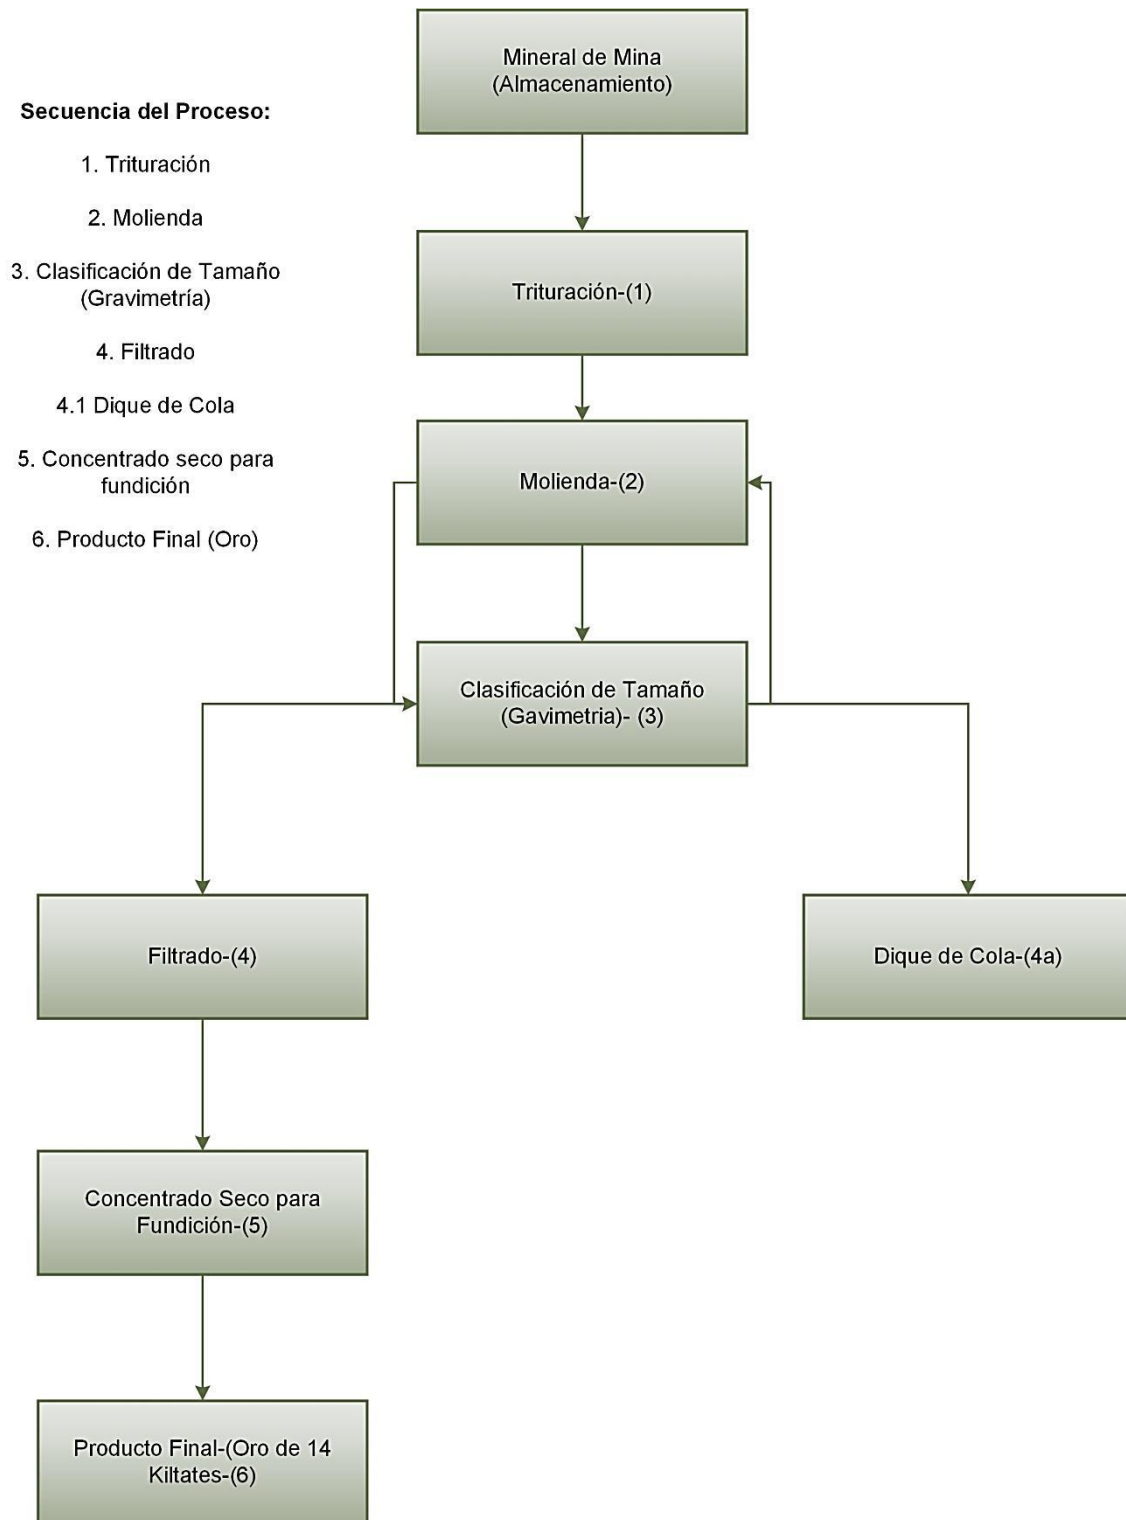 Mineral de Mina
(Almacenamiento)
Secuencia del Proceso:
1. Trituración
2. Molienda
3. Clasificación de Tamaño
(Gravimetría)
4. Filtrado
4.1 Dique de Cola
5. Concentrado seco para
fundición
6. Producto Final (Oro)
Trituración-(1)
Molienda-(2)
Clasificación de Tamaño
(Gavimetria)- (3)
Filtrado-(4)
Dique de Cola-(4a)
Concentrado Seco para
Fundición-(5)
Producto Final-(Oro de 14
Kiltates-(6)